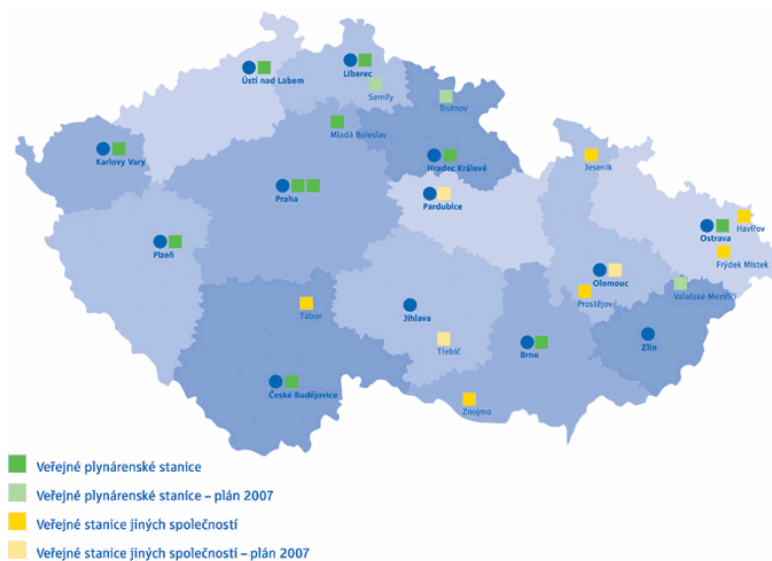 Liberec
Ústí nad Labem
Semily
Trutnov
Mladá Boleslav
Karlovy Vary
Hradec Králové
Jeseník
Praha
Pardubice
Havířov
Ostrava
Plzeň
Frýdek Místek
Olomouc
Valašské Meziříčí
Prostějov
Tábor
Jihlava
Třebíč
Brno
Zlín
České Budějovice
Znojmo
Veřejné plynárenské stanice
Veřejné plynárenské stanice – plán 2007
Veřejné stanice jiných společností
Veřejné stanice jiných společností – plán 2007